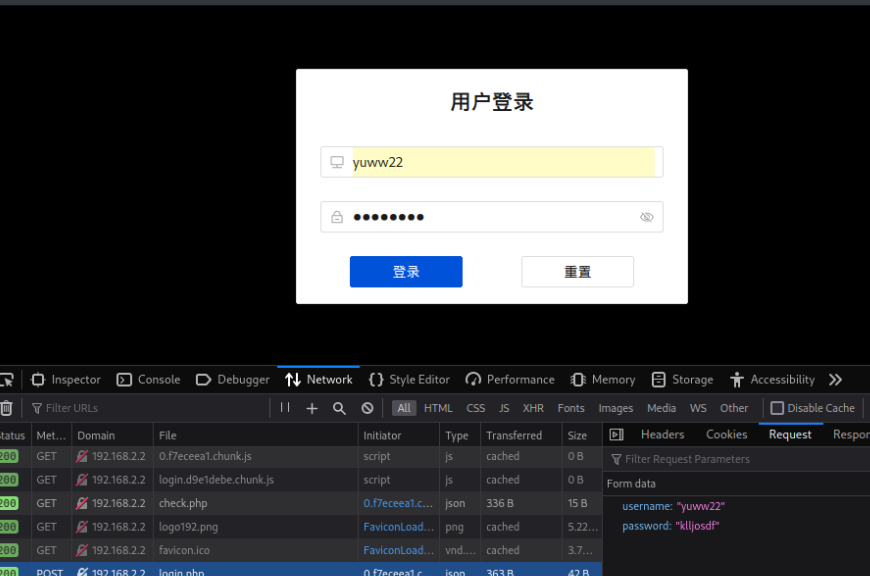 用户登录
yuww22
••••••••
登录 重置
Inspector Console Debugger Network Style Editor Performance Memory Storage Accessibility
Filter URLs All HTML CSS JS XHR Fonts Images Media WS Other Disable Cache
Status Met... Domain File Initiator Type Transferred Size Headers Cookies Request Respon
200 GET 192.168.2.2 0.f7eceea1.chunk.js script js cached 0 B
Filter Request Parameters
200 GET 192.168.2.2 login.d9e1debe.chunk.js script js cached 0 B
Form data
200 GET 192.168.2.2 check.php 0.f7eceea1.c... json 336 B 15 B
username: "yuww22"
200 GET 192.168.2.2 logo192.png FaviconLoad... png cached 5.22...
password: "klljosdf"
200 GET 192.168.2.2 favicon.ico FaviconLoad... vnd.... cached 3.7...
200 POST 192.168.2.2 login.php 0.f7eceea1.c... json 363 B 42 B